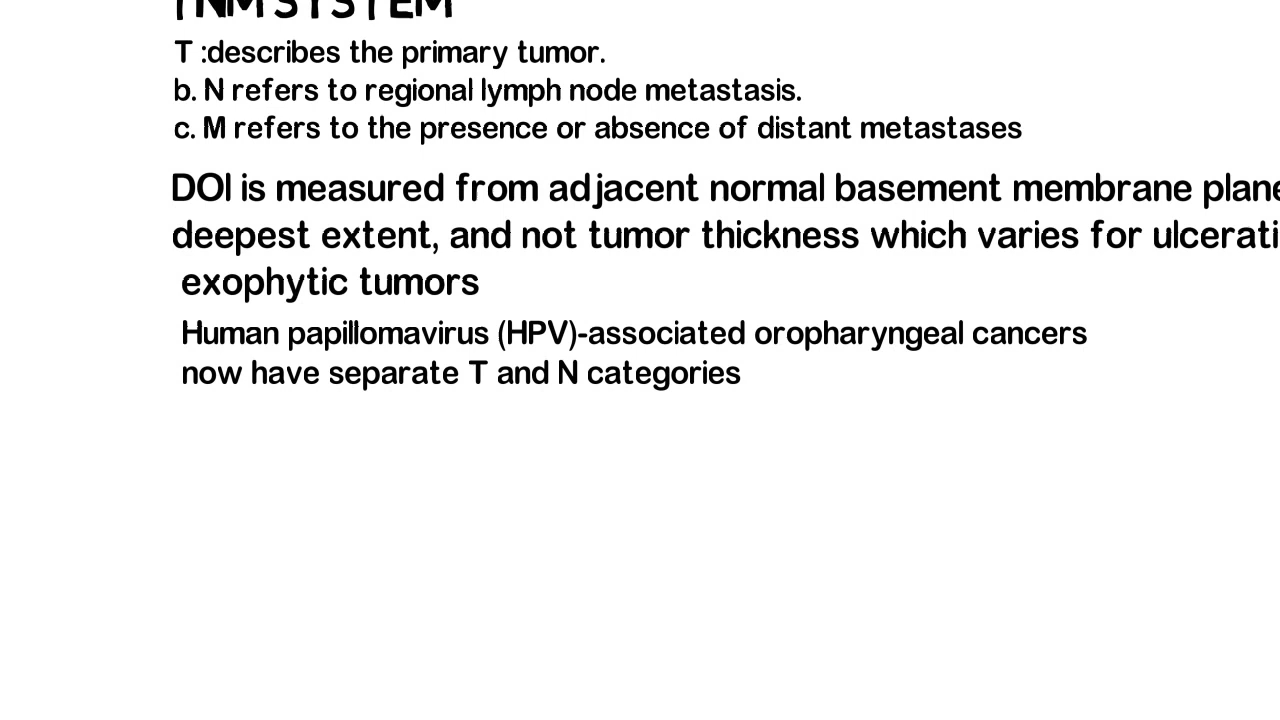 TNM SYSTEM
T :describes the primary tumor.
b. N refers to regional lymph node metastasis.
c. M refers to the presence or absence of distant metastases
DOI is measured from adjacent normal basement membrane plane
deepest extent, and not tumor thickness which varies for
exophytic tumors
Human papillomavirus (HPV)-associated oropharyngeal cancers
now have separate T and N categories